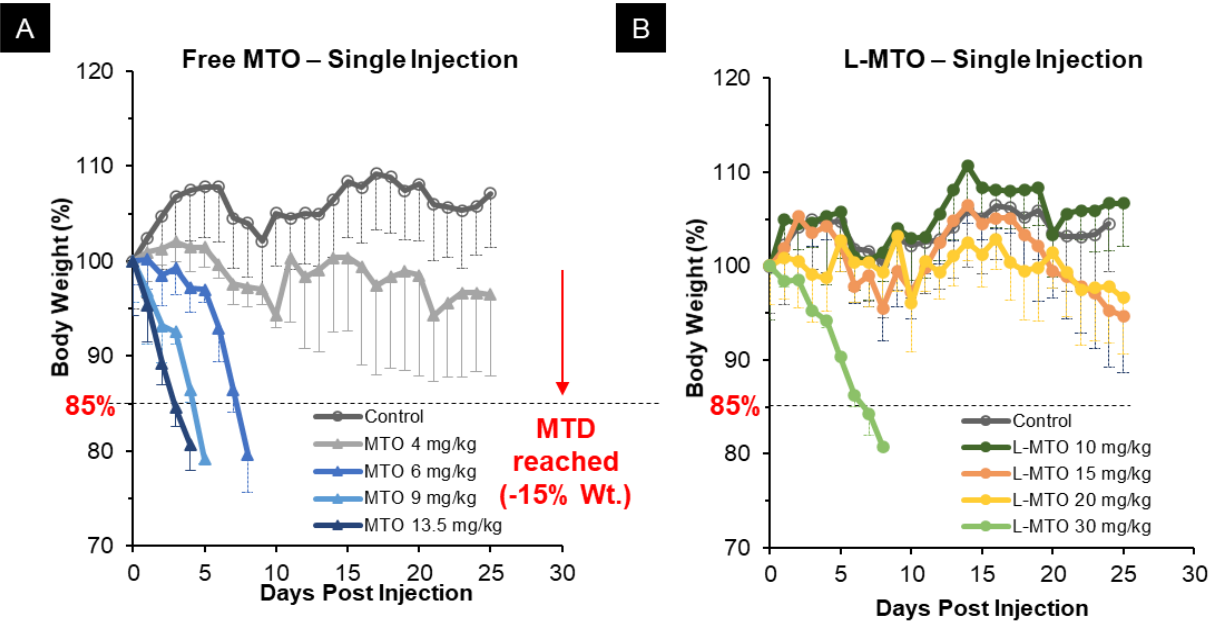 A
Free MTO – Single Injection
120
110
100
90
80
70
Body Weight (%)
85%
Control
MTO 4 mg/kg
MTO 6 mg/kg
MTO 9 mg/kg
MTO 13.5 mg/kg
MTD
reached
(-15% Wt.)
0 5 10 15 20 25 30
Days Post Injection
B
L-MTO – Single Injection
120
110
100
90
80
70
Body Weight (%)
85%
Control
L-MTO 10 mg/kg
L-MTO 15 mg/kg
L-MTO 20 mg/kg
L-MTO 30 mg/kg
0 5 10 15 20 25 30
Days Post Injection